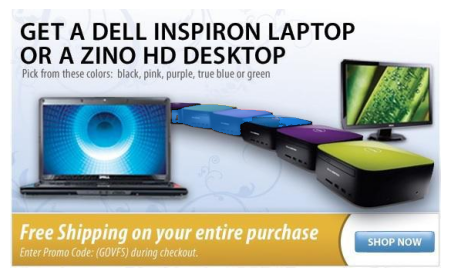 GET A DELL INSPIRON LAPTOP
OR A ZINO HD DESKTOP
Pick from these colors: black, pink, purple, true blue or green
Free Shipping on your entire purchase
Enter Promo Code: (GOVFS) during checkout.
SHOP NOW